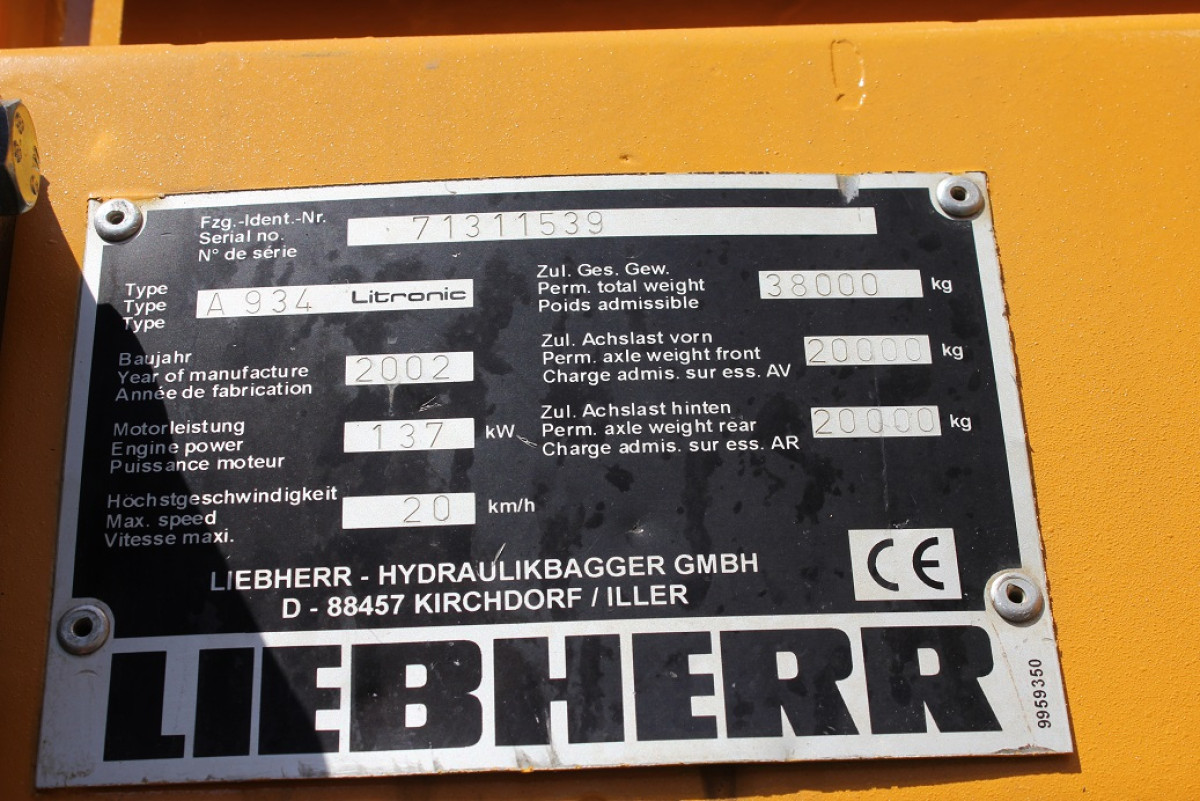 Fzg.-Ident.-Nr.
Serial no. 71311539
N° de série
Type
Type A 934 Litronic
Type
Baujahr
Year of manufacture 2002
Année de fabrication
Motorleistung
Engine power 137 kW
Puissance moteur
Höchstgeschwindigkeit
Max. speed 20 km/h
Vitesse maxi.
Zul. Ges. Gew.
Perm. total weight 38000 kg
Poids admissible
Zul. Achslast vorn
Perm. axle weight front 20000 kg
Charge admis. sur ess. AV
Zul. Achslast hinten
Perm. axle weight rear 20000 kg
Charge admis. sur ess. AR
LIEBHERR - HYDRAULIKBAGGER GMBH
D - 88457 KIRCHDORF / ILLER
CE
LIEBHERR
9959350